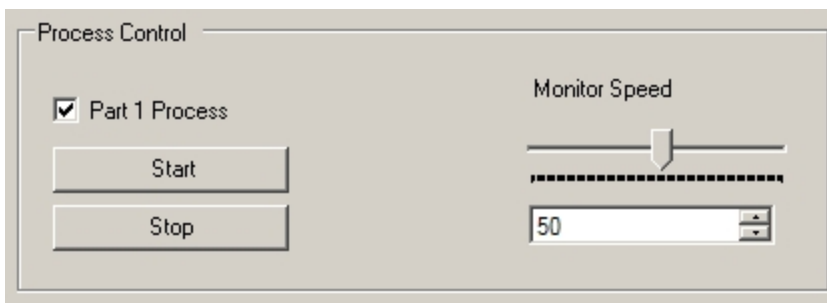 Process Control
Part 1 Process
Start
Stop
Monitor Speed
50